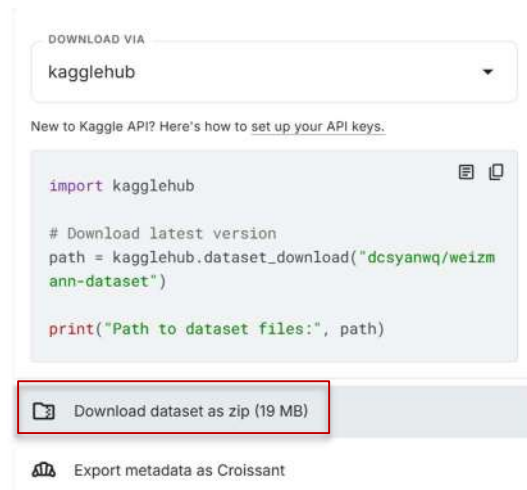 DOWNLOAD VIA
kagglehub
New to Kaggle API? Here's how to set up your API keys.
import kagglehub
# Download latest version
path = kagglehub.dataset_download("dcsyanwq/weizm
ann-dataset")
print("Path to dataset files:", path)
Download dataset as zip (19 MB)
Export metadata as Croissant